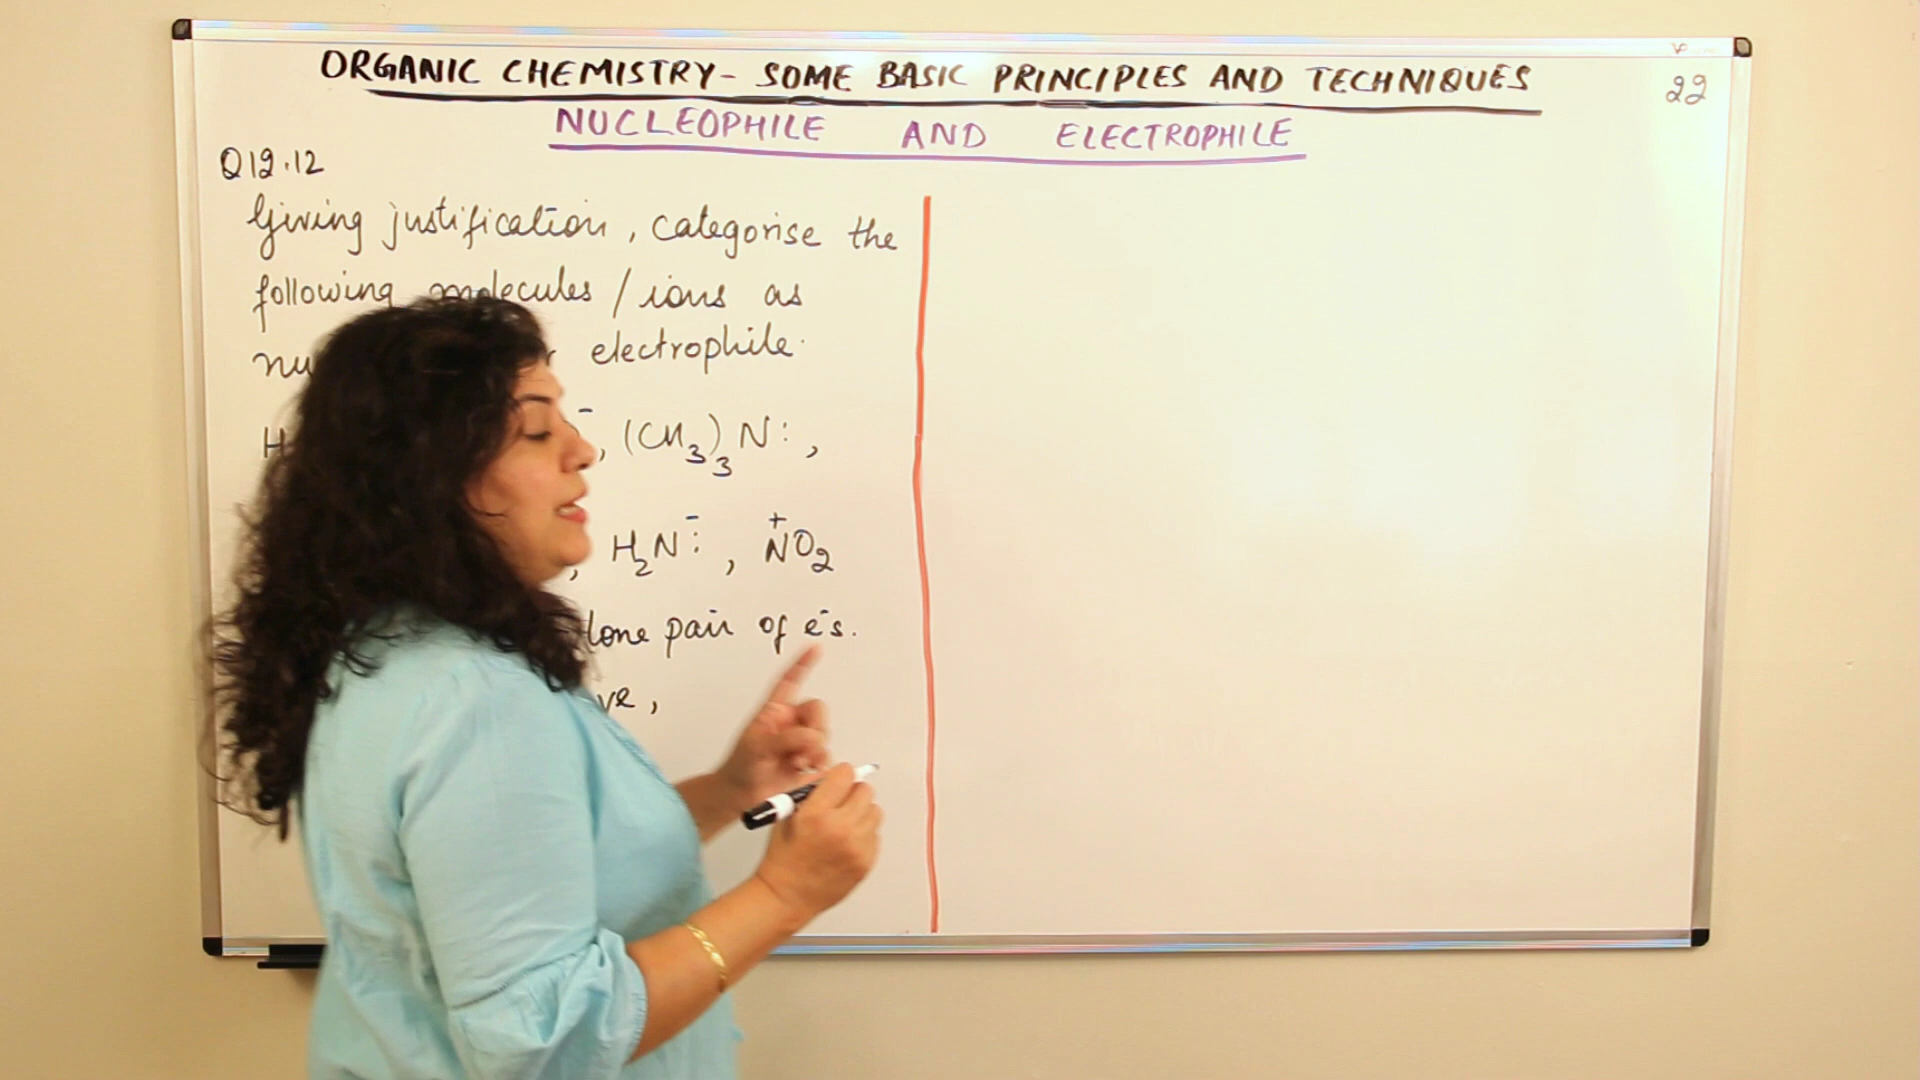 ORGANIC CHEMISTRY - SOME BASIC PRINCIPLES AND TECHNIQUES
22
NUCLEOPHILE AND ELECTROPHILE
Q12.12
Giving justification, categorise the
following molecules / ions as
electrophile.
H , (CH₃)₃N: ,
, H₂N:⁻ , N⁺O₂
lone pair of e⁻s.
ve ,